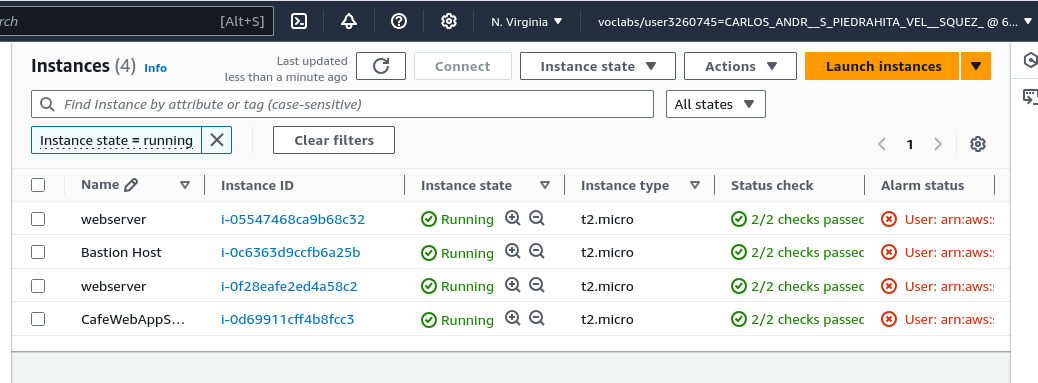 rch [Alt+S] N. Virginia voclabs/user3260745=CARLOS_ANDR__S_PIEDRAHITA_VEL__SQUEZ_ @ 6...
Instances (4) Info
Last updated
less than a minute ago
Connect Instance state Actions Launch instances
Find Instance by attribute or tag (case-sensitive) All states
Instance state = running Clear filters 1
Name Instance ID Instance state Instance type Status check Alarm status
webserver i-05547468ca9b68c32 Running t2.micro 2/2 checks passec User: arn:aws:
Bastion Host i-0c6363d9ccfb6a25b Running t2.micro 2/2 checks passec User: arn:aws:
webserver i-0f28eafe2ed4a58c2 Running t2.micro 2/2 checks passec User: arn:aws:
CafeWebAppS... i-0d69911cff4b8fcc3 Running t2.micro 2/2 checks passec User: arn:aws: